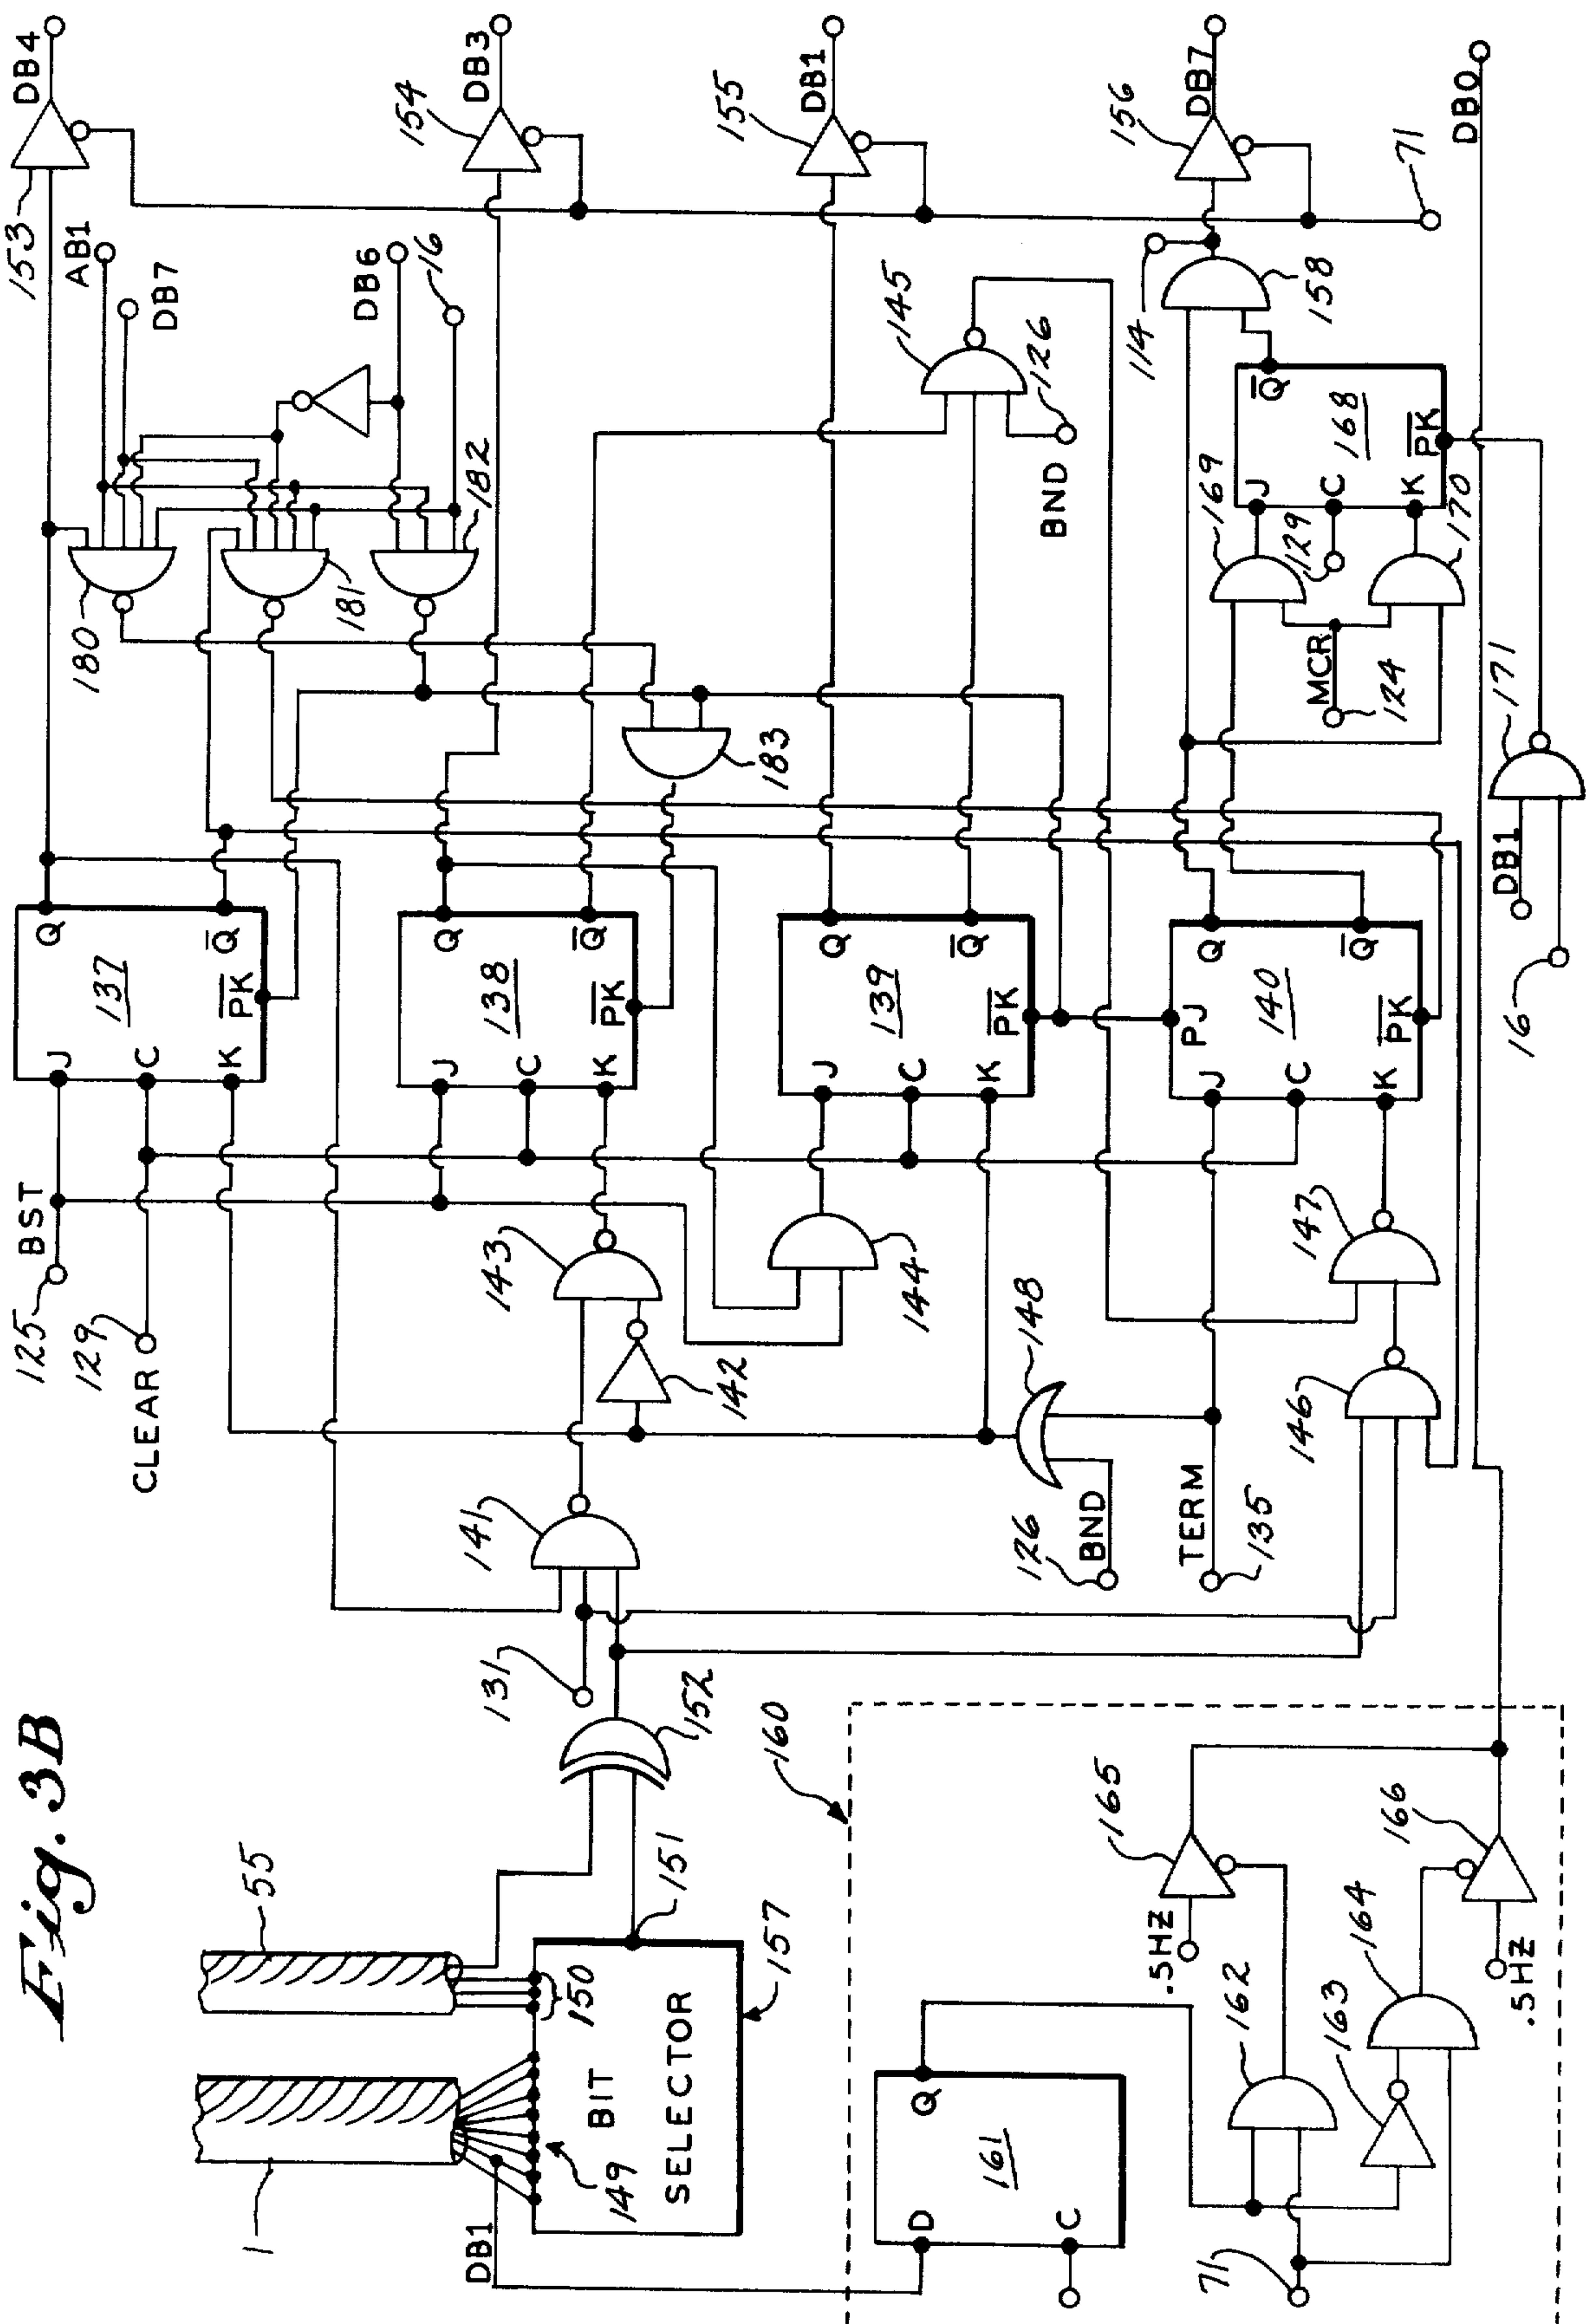 Fig. 3B
1
55
DB1
149
150
BIT
SELECTOR
151
157
152
131
141
160
161
D
C
Q
71
162
163
164
165
166
.5HZ
.5HZ
125
BST
129
CLEAR
143
142
144
148
126
BND
TERM
135
146
147
137
J
C
K
Q
Q̅
P̅K̅
138
J
C
K
Q
Q̅
P̅K̅
139
J
C
K
Q
Q̅
P̅K̅
140
PJ
J
C
K
Q
Q̅
P̅K̅
180
181
182
183
153
AB1
DB7
DB6
16
DB4
154
DB3
155
DB1
145
126
BND
114
156
DB7
158
168
J
C
K
Q̅
P̅K̅
169
129
170
MCR
124
171
DB1
16
71
DB0